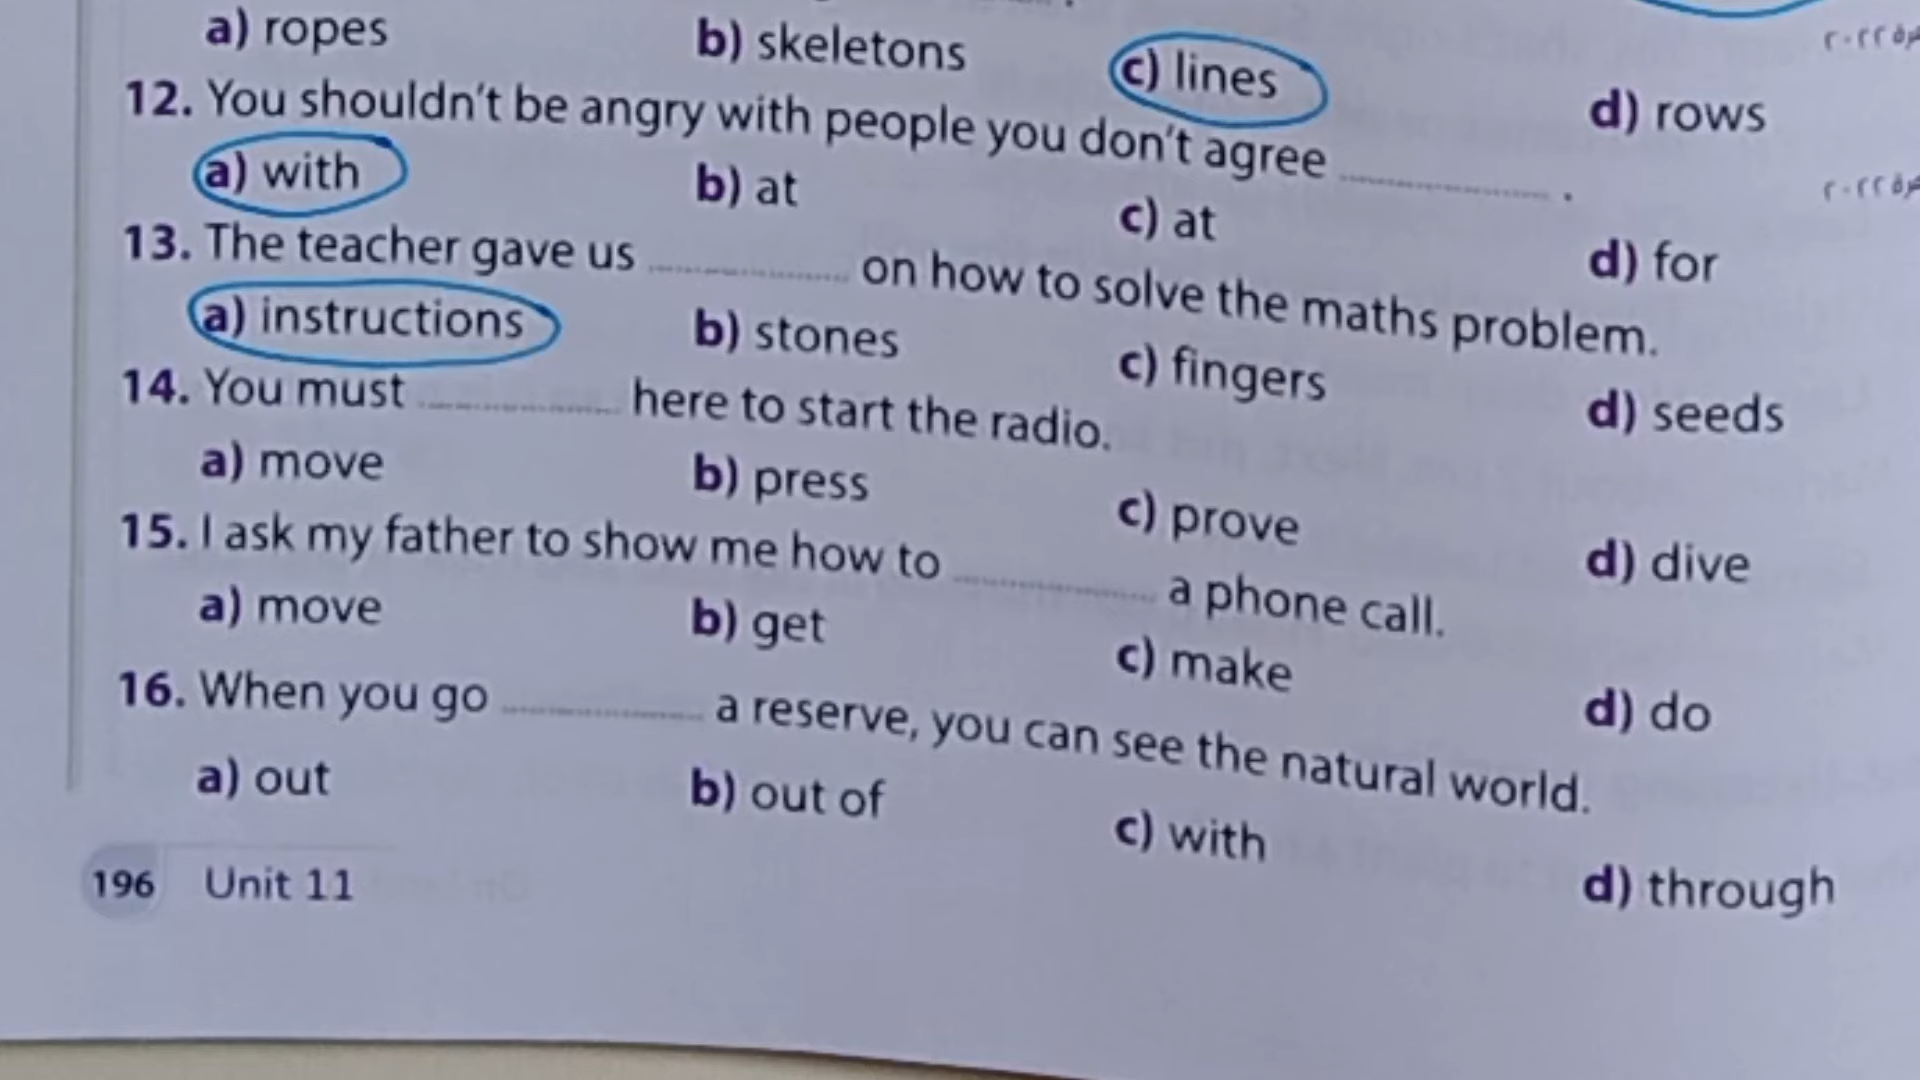 a) ropes b) skeletons c) lines d) rows
12. You shouldn't be angry with people you don't agree .................... .
a) with b) at c) at d) for
13. The teacher gave us .................... on how to solve the maths problem.
a) instructions b) stones c) fingers d) seeds
14. You must .................... here to start the radio.
a) move b) press c) prove d) dive
15. I ask my father to show me how to .................... a phone call.
a) move b) get c) make d) do
16. When you go .................... a reserve, you can see the natural world.
a) out b) out of c) with d) through
196 Unit 11